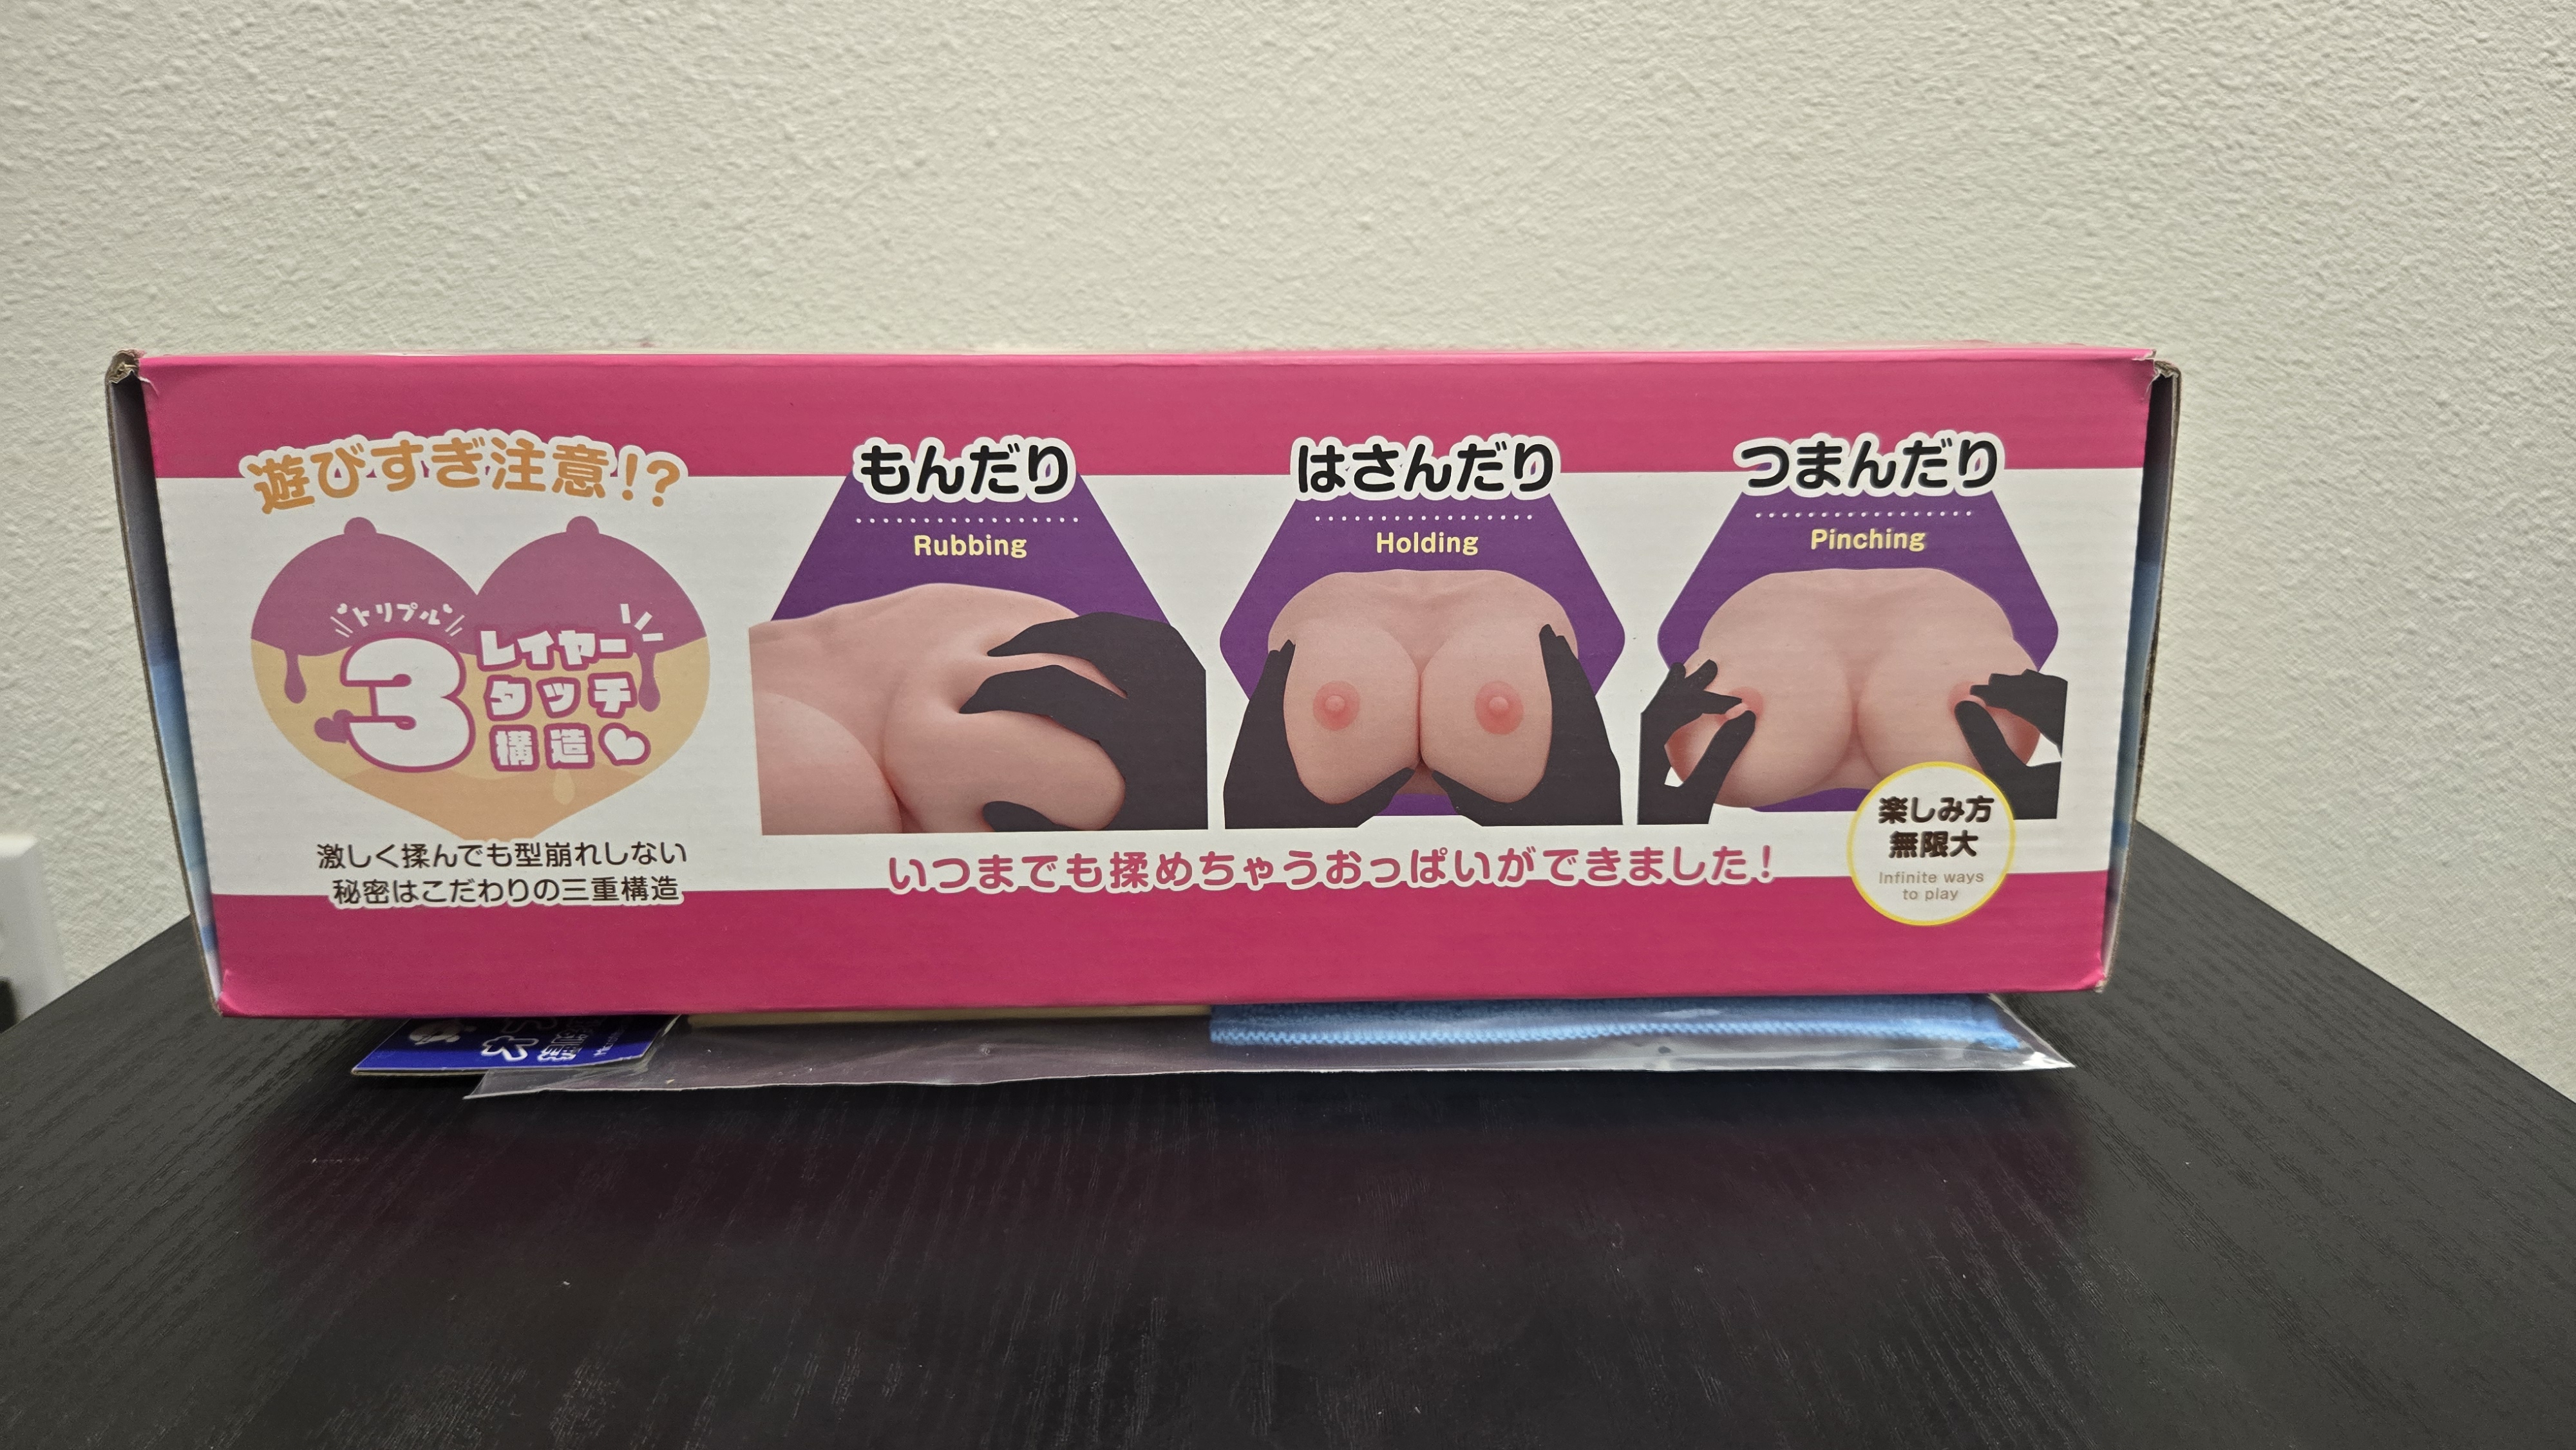 遊びすぎ注意!?
トリプル
3レイヤー
タッチ
構造
激しく揉んでも型崩れしない
秘密はこだわりの三重構造
もんだり
Rubbing
はさんだり
Holding
つまんだり
Pinching
いつまでも揉めちゃうおっぱいができました!
楽しみ方
無限大
Infinite ways
to play